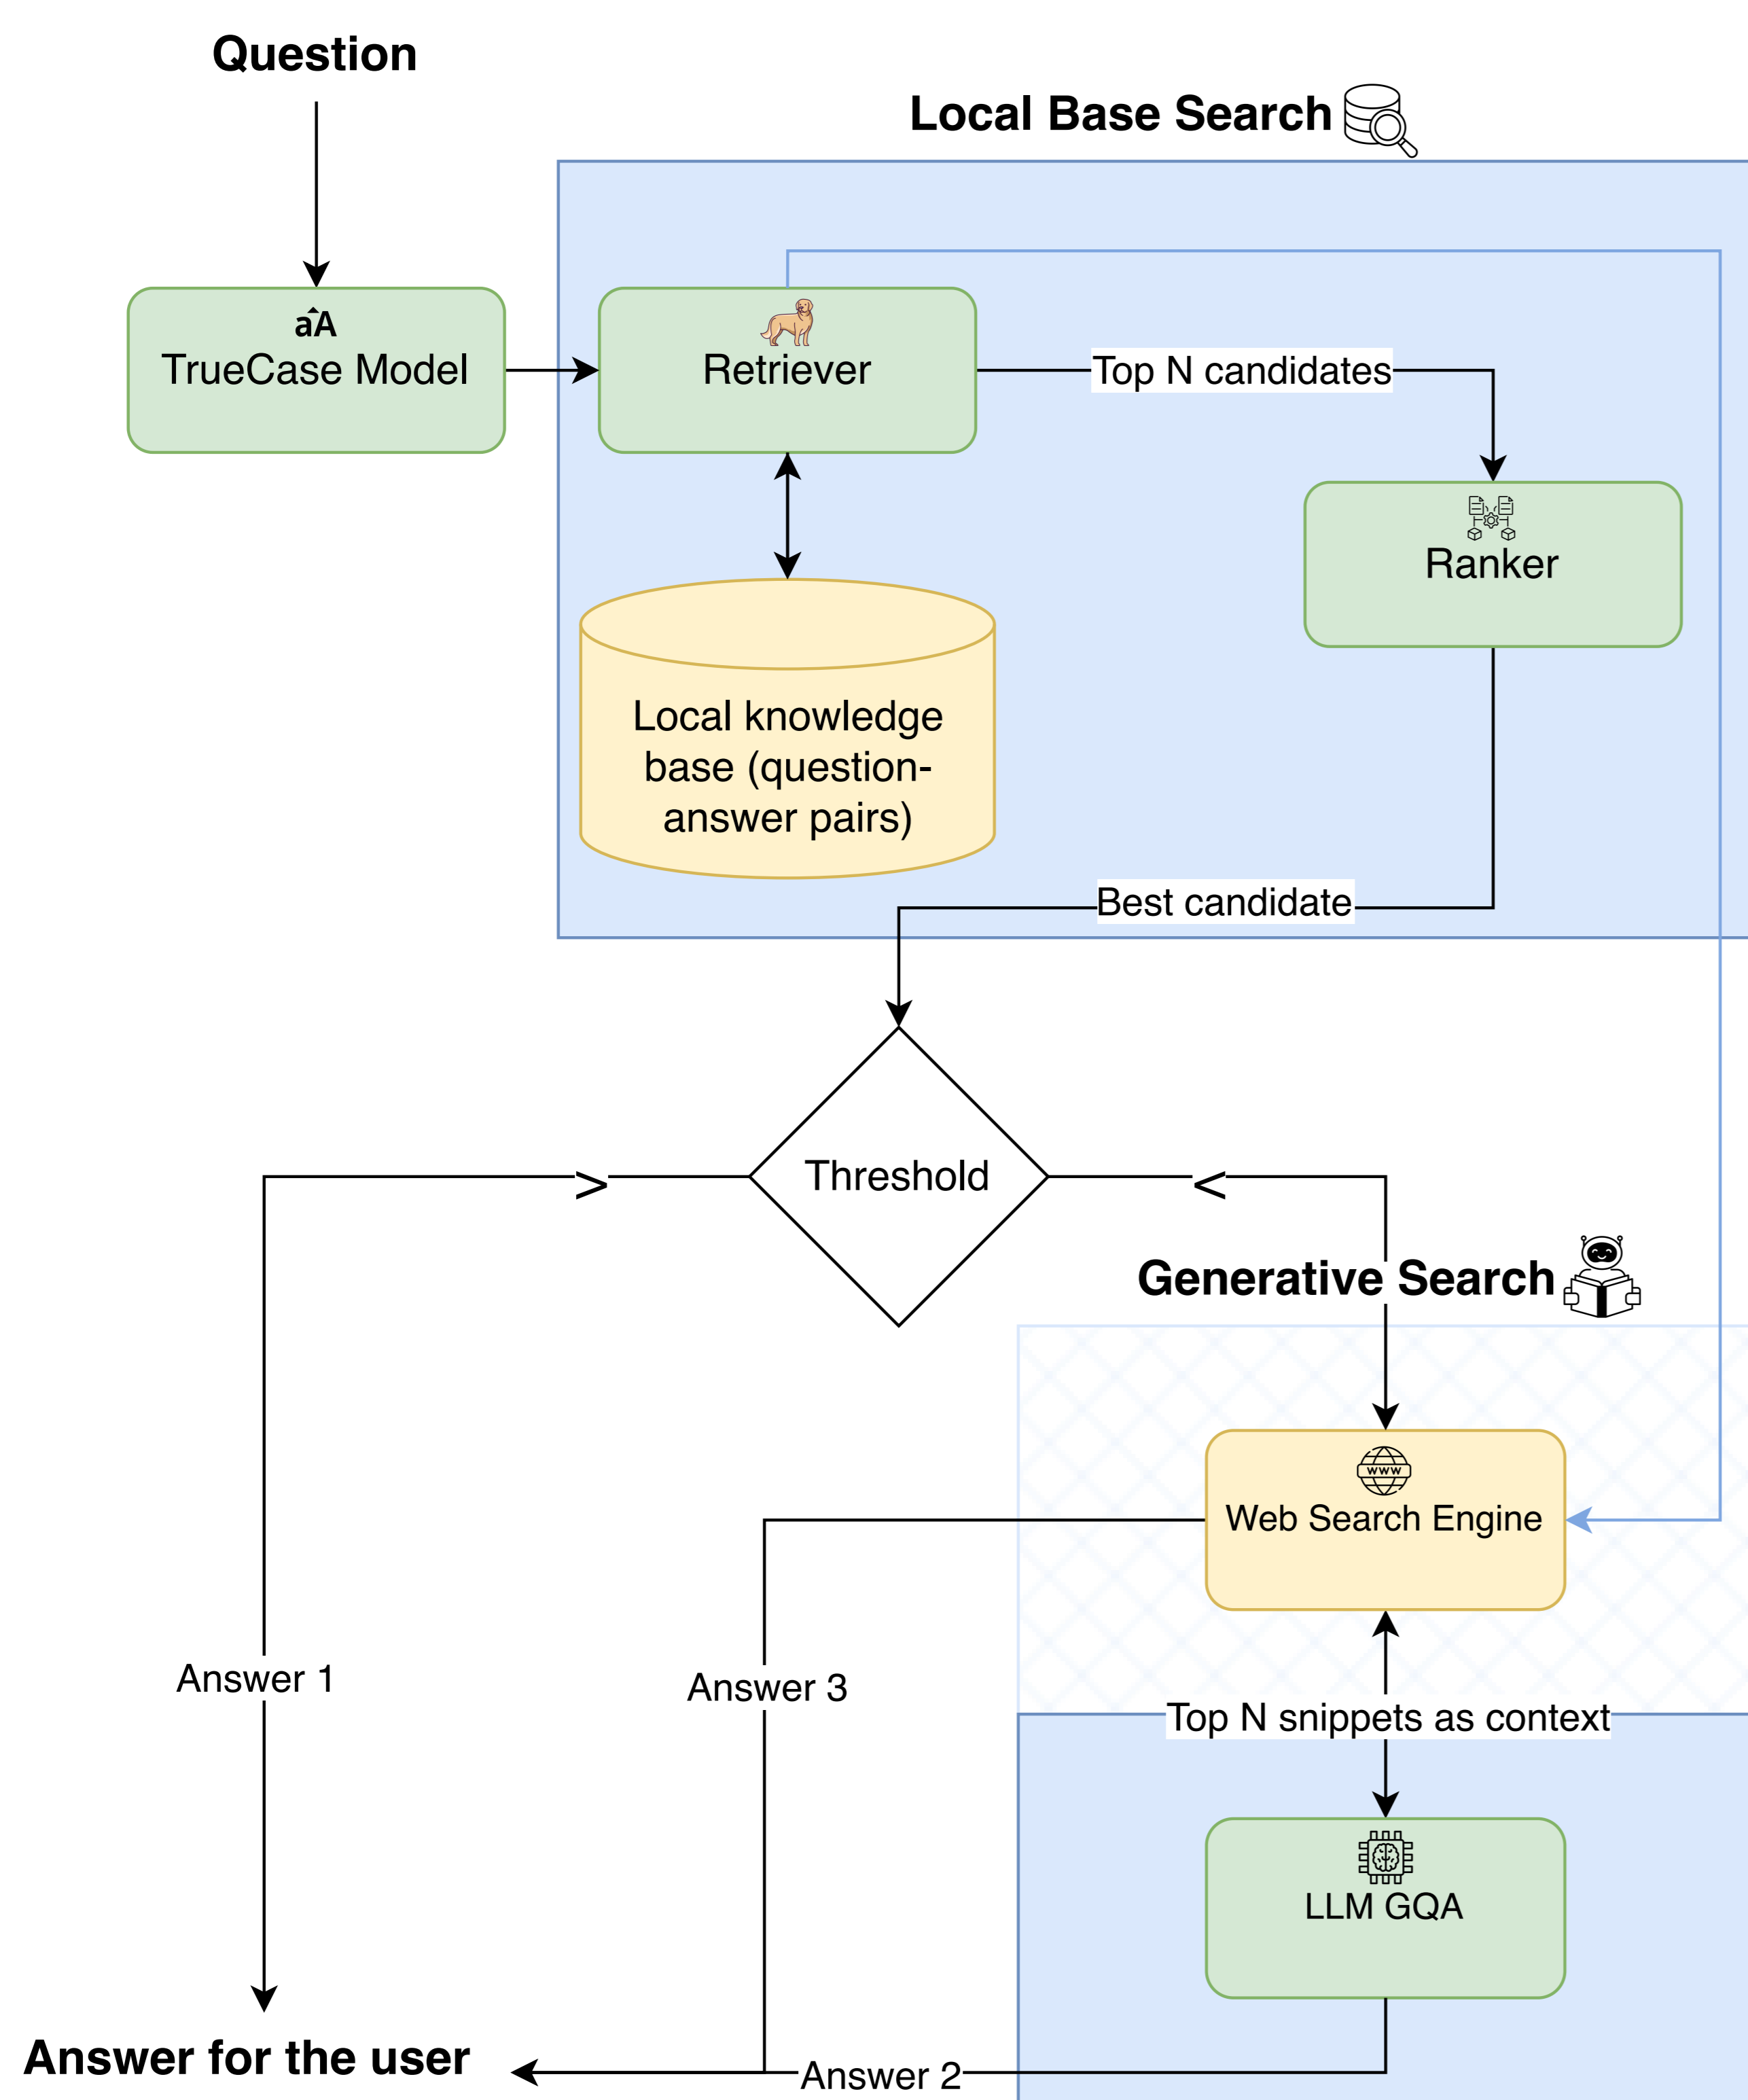 Question
Local Base Search
aA
TrueCase Model
Retriever
Top N candidates
Ranker
Local knowledge
base (question-
answer pairs)
Best candidate
Threshold
>
<
Generative Search
www
Web Search Engine
Answer 1
Answer 3
Top N snippets as context
LLM GQA
Answer for the user
Answer 2